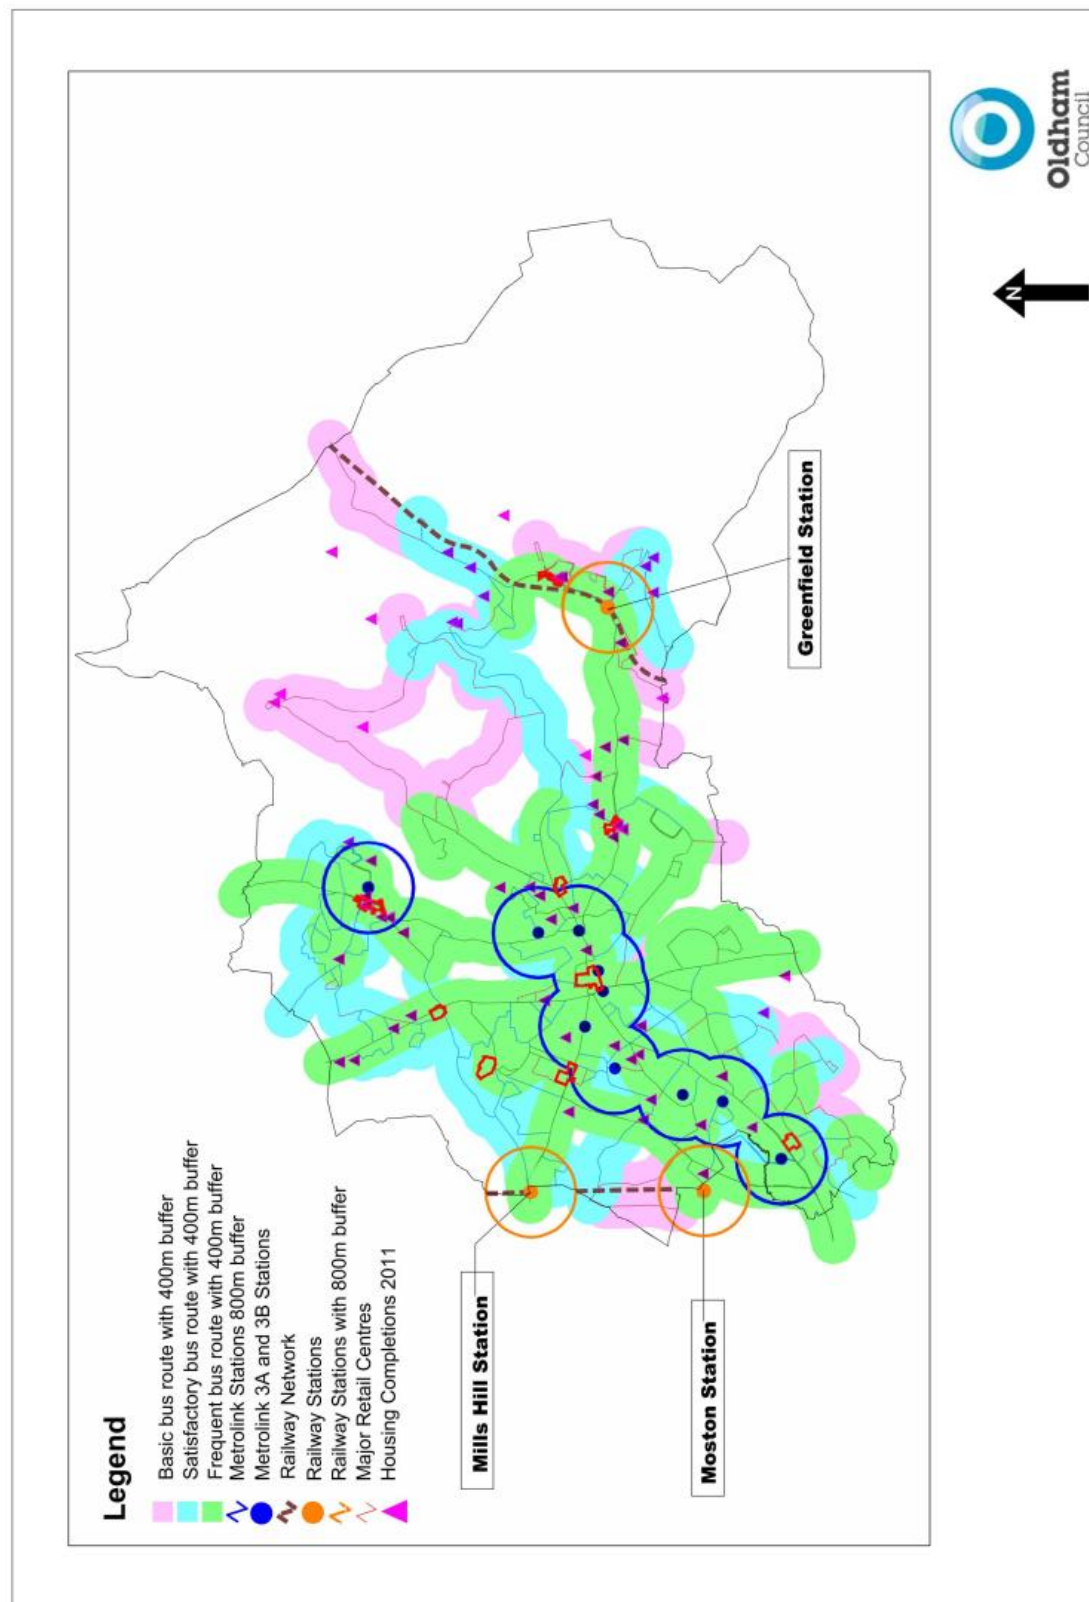 Legend
Basic bus route with 400m buffer
Satisfactory bus route with 400m buffer
Frequent bus route with 400m buffer
Metrolink Stations 800m buffer
Metrolink 3A and 3B Stations
Railway Network
Railway Stations
Railway Stations with 800m buffer
Major Retail Centres
Housing Completions 2011
Mills Hill Station
Moston Station
Greenfield Station
N
Oldham
Council